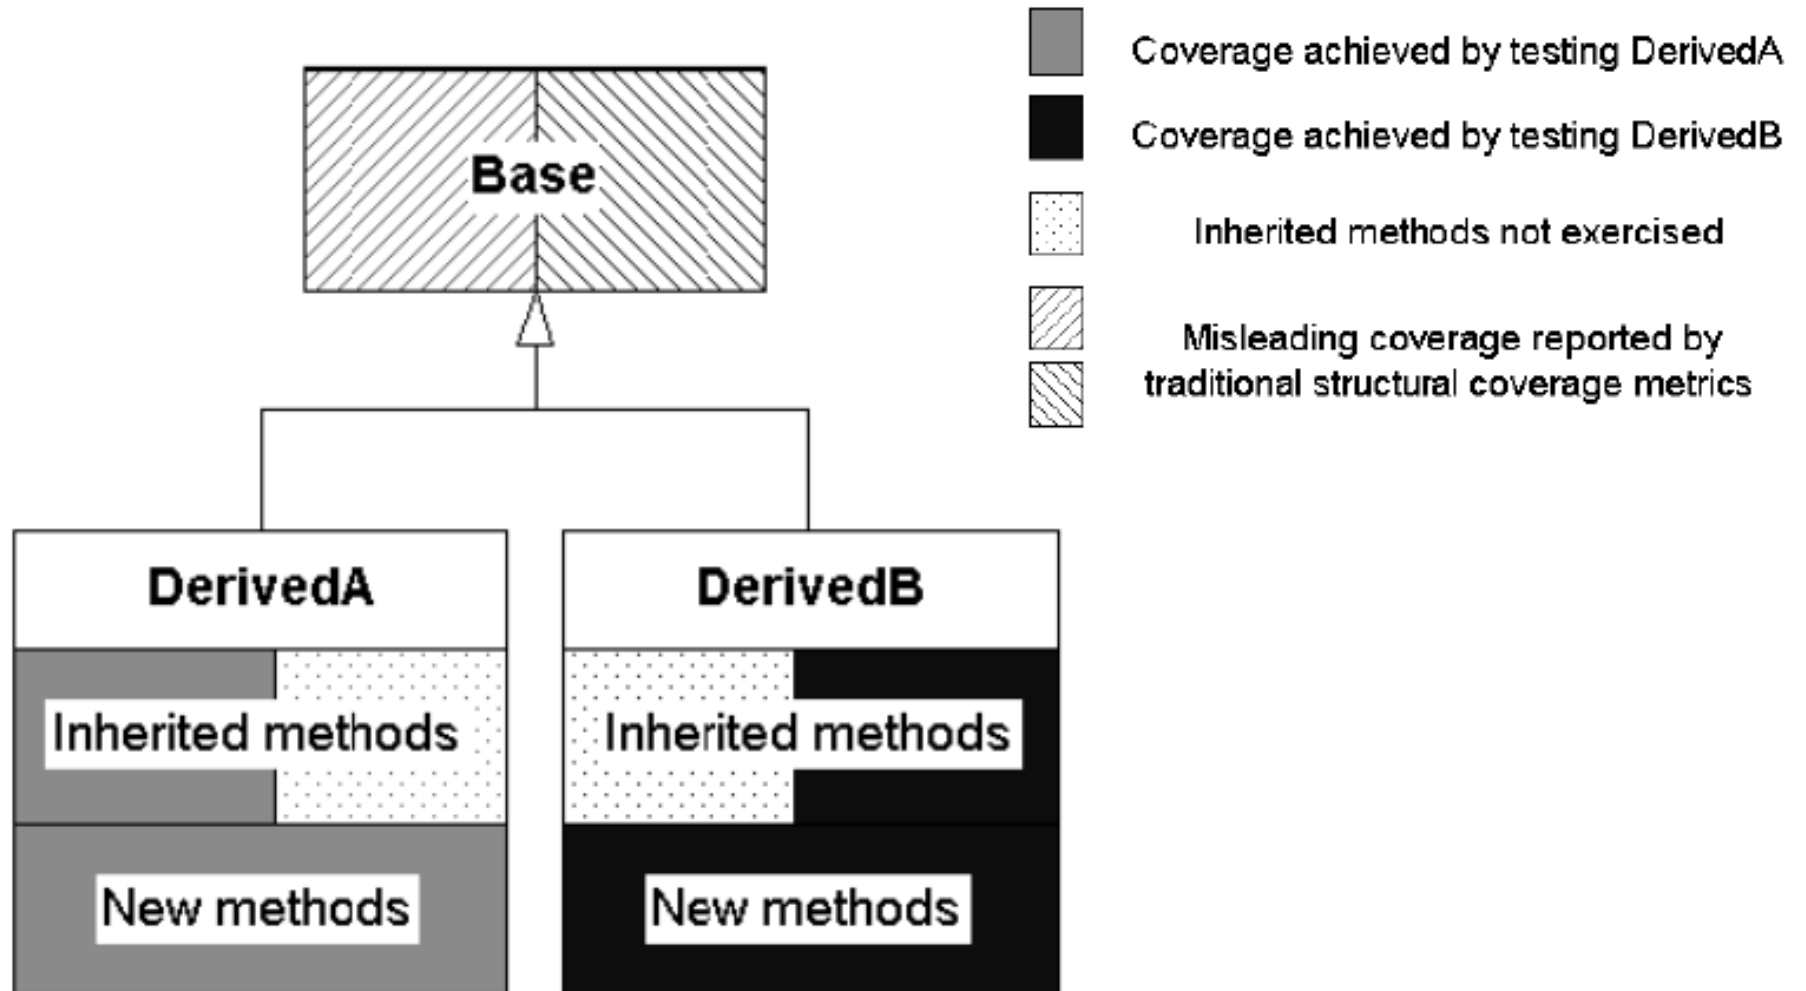 Base
Coverage achieved by testing DerivedA
Coverage achieved by testing DerivedB
Inherited methods not exercised
Misleading coverage reported by
traditional structural coverage metrics
DerivedA
Inherited methods
New methods
DerivedB
Inherited methods
New methods